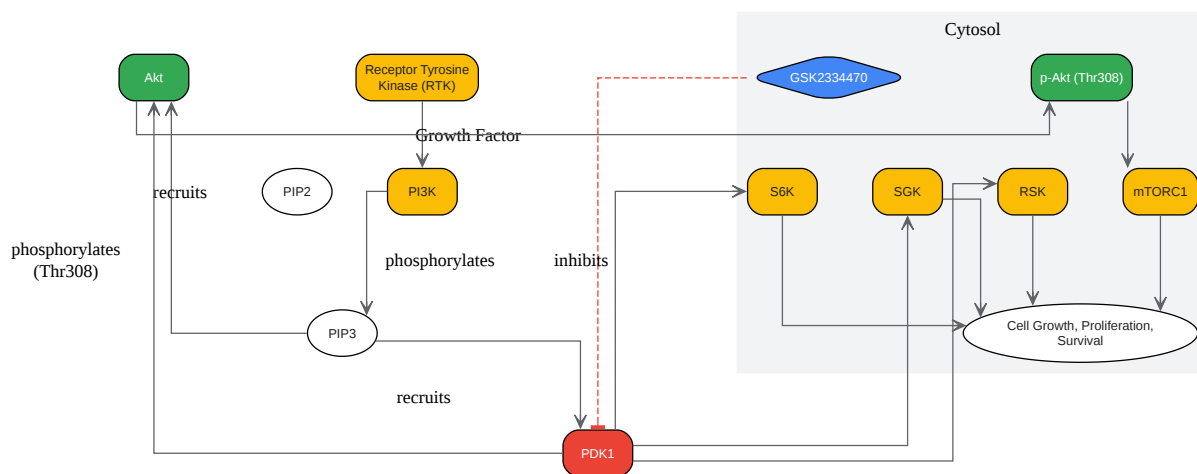 Cytosol
Akt
Receptor Tyrosine
Kinase (RTK)
GSK2334470
p-Akt (Thr308)
Growth Factor
recruits
PIP2
PI3K
S6K
SGK
RSK
mTORC1
phosphorylates
(Thr308)
phosphorylates
inhibits
PIP3
Cell Growth, Proliferation,
Survival
recruits
PDK1